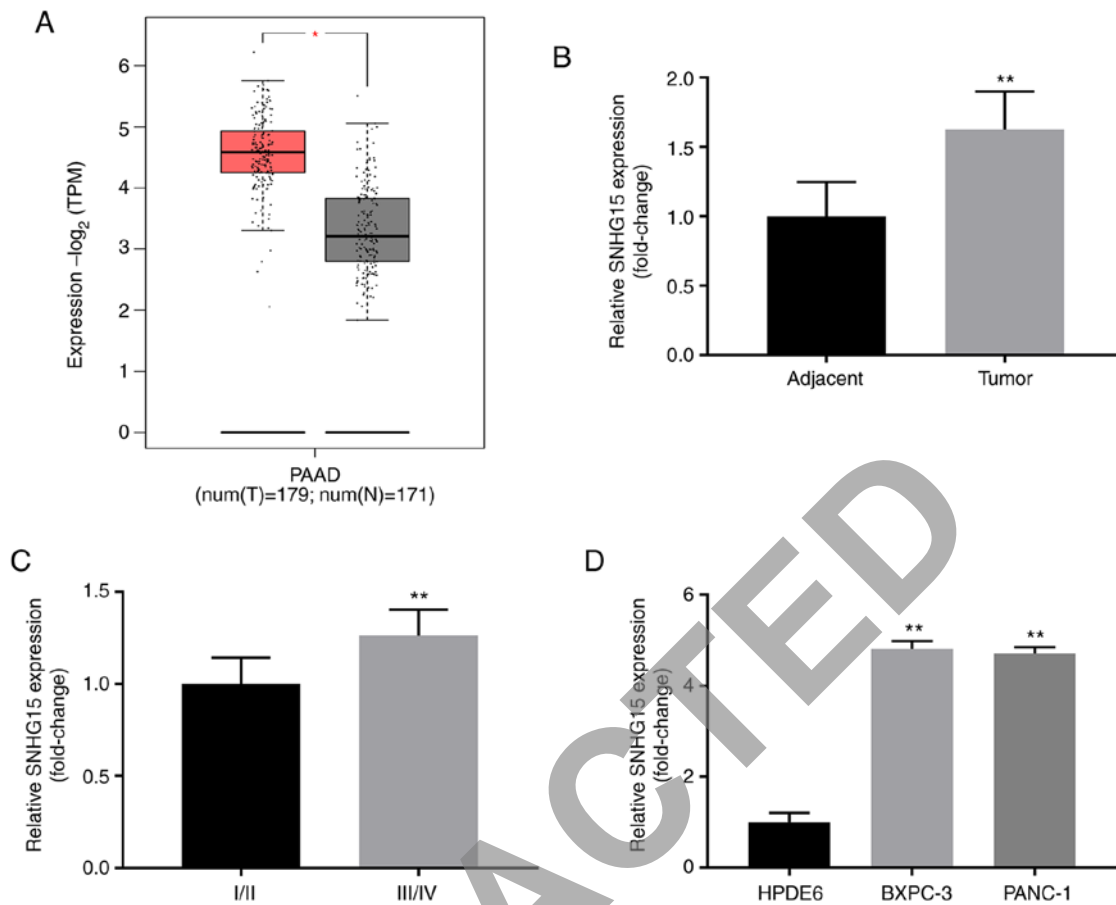 A
*
6
5
4
3
2
1
0
Expression –log2 (TPM)
PAAD
(num(T)=179; num(N)=171)
B
**
2.0
1.5
1.0
0.5
0.0
Relative SNHG15 expression
(fold-change)
Adjacent
Tumor
C
**
1.5
1.0
0.5
0.0
Relative SNHG15 expression
(fold-change)
I/II
III/IV
D
**
**
6
4
2
0
Relative SNHG15 expression
(fold-change)
HPDE6
BXPC-3
PANC-1
ACTED